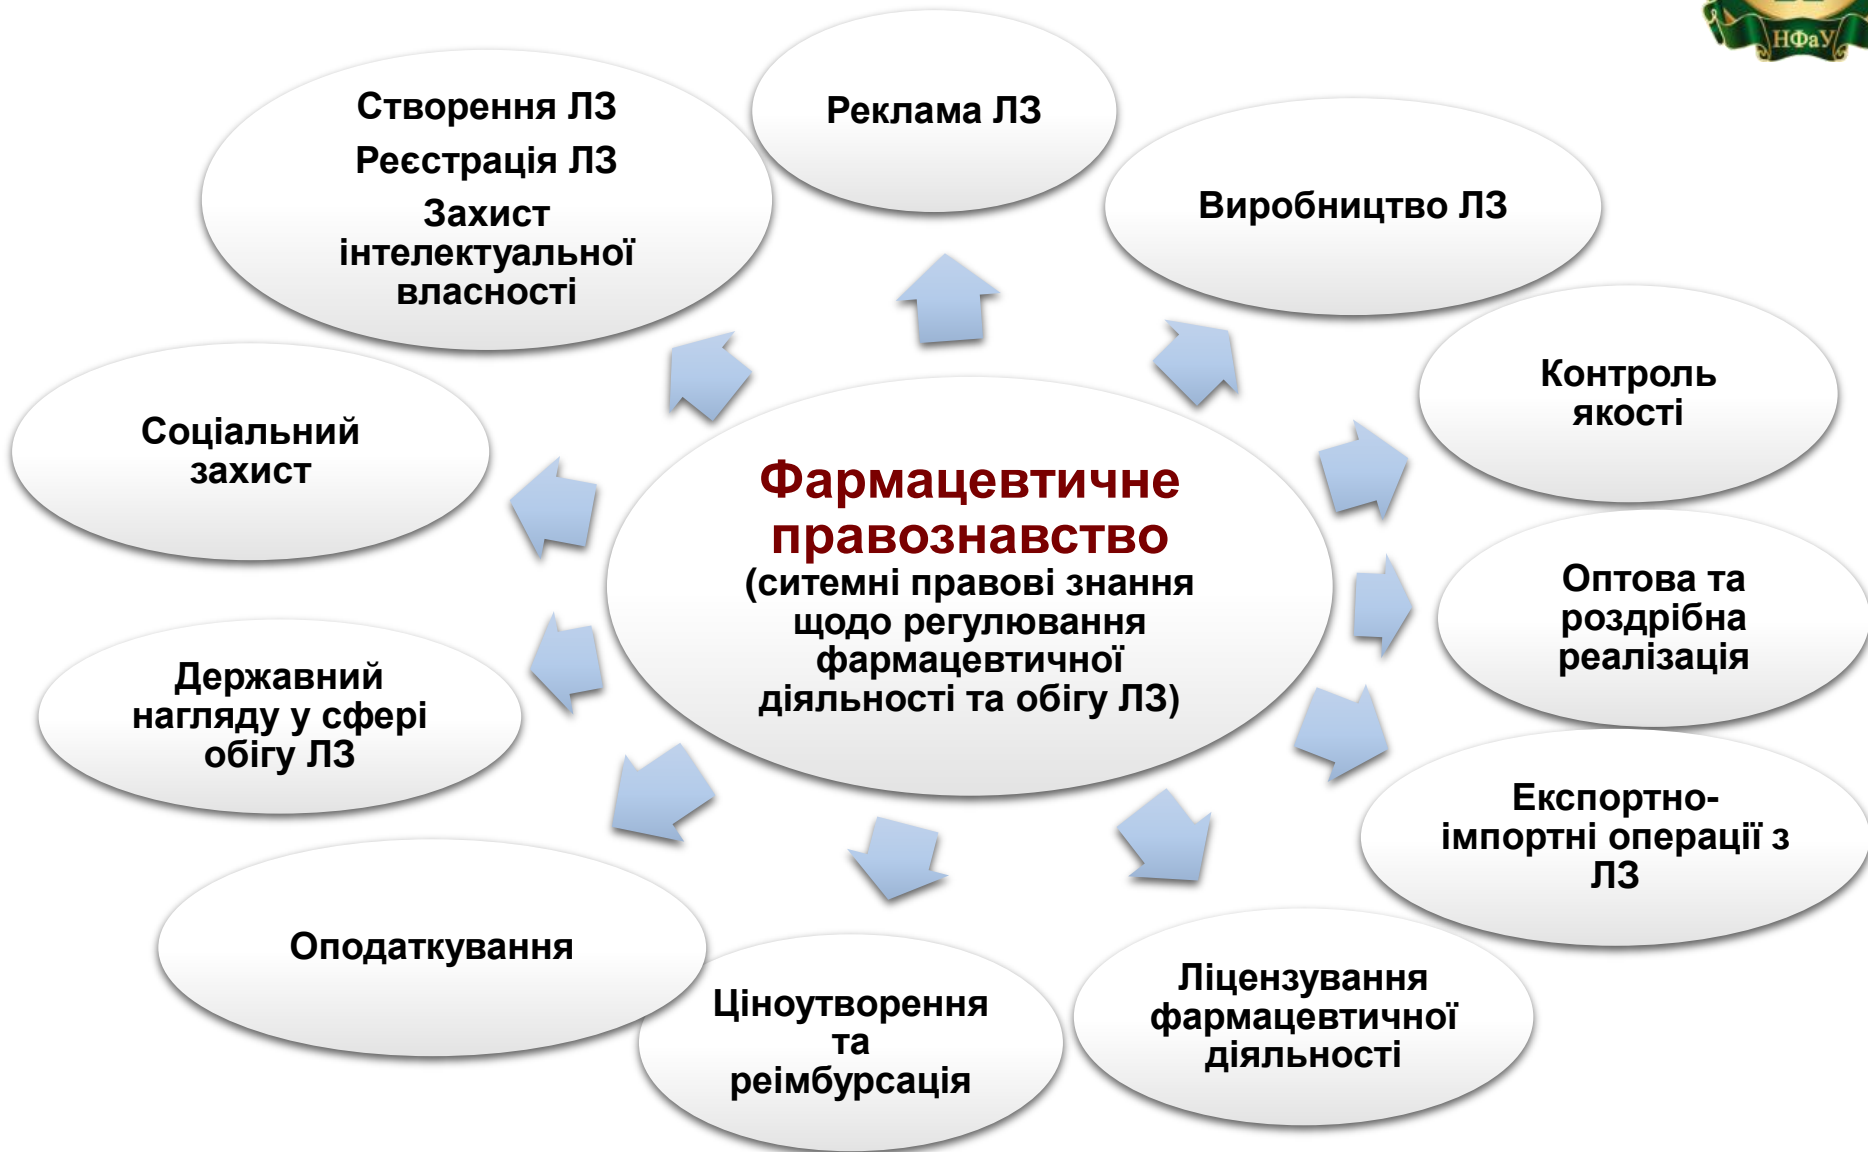 НФаУ
Створення ЛЗ
Реєстрація ЛЗ
Захист
інтелектуальної
власності
Реклама ЛЗ
Виробництво ЛЗ
Контроль
якості
Оптова та
роздрібна
реалізація
Експортно-
імпортні операції з
ЛЗ
Ліцензування
фармацевтичної
діяльності
Ціноутворення
та
реімбурсація
Оподаткування
Державний
нагляду у сфері
обігу ЛЗ
Соціальний
захист
Фармацевтичне
правознавство
(ситемні правові знання
щодо регулювання
фармацевтичної
діяльності та обігу ЛЗ)